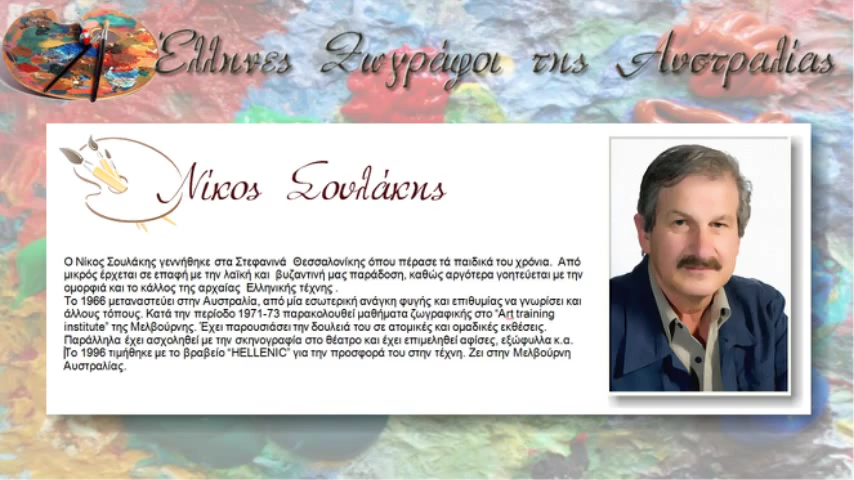 Έλληνες Ζωγράφοι της Αυστραλίας
Νίκος Σουλάκης
Ο Νίκος Σουλάκης γεννήθηκε στα Στεφανινά Θεσσαλονίκης όπου πέρασε τά παιδικά του χρόνια. Από
μικρός έρχεται σε επαφή με την λαϊκή και βυζαντινή μας παράδοση, καθώς αργότερα γοητεύεται με την
ομορφιά και το κάλλος της αρχαίας Ελληνικής τέχνης .
Το 1966 μεταναστεύει στην Αυστραλία, από μία εσωτερική ανάγκη φυγής και επιθυμίας να γνωρίσει και
άλλους τόπους. Κατά την περίοδο 1971-73 παρακολουθεί μαθήματα ζωγραφικής στο "Art training
institute" της Μελβούρνης. Έχει παρουσιάσει την δουλειά του σε ατομικές και ομαδικές εκθέσεις.
Παράλληλα έχει ασχοληθεί με την σκηνογραφία στο θέατρο και έχει επιμεληθεί αφίσες, εξώφυλλα κ.α.
Το 1996 τιμήθηκε με το βραβείο "HELLENIC" για την προσφορά του στην τέχνη. Ζει στην Μελβούρνη
Αυστραλίας.